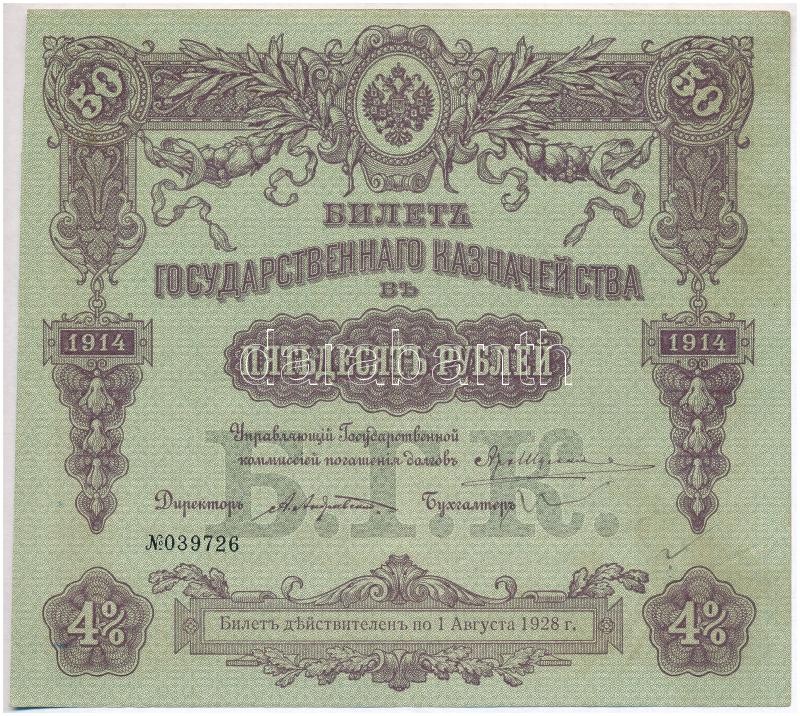 50 50
БИЛЕТЪ
ГОСУДАРСТВЕННАГО КАЗНАЧЕЙСТВА
ВЪ
1914 1914
ПЯТЬДЕСЯТЪ РУБЛЕЙ
darabanth
Управляющій Государственной
коммиссіей погашенія долговъ
Директоръ Бухгалтеръ
Б.Г.К.
№039726
4% 4%
Билетъ дѣйствителенъ по 1 Августа 1928 г.